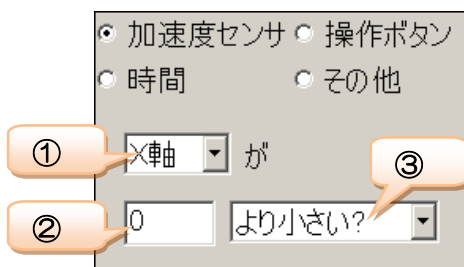 加速度センサ 操作ボタン
時間 その他
① X軸 が ③
② 0 より小さい?